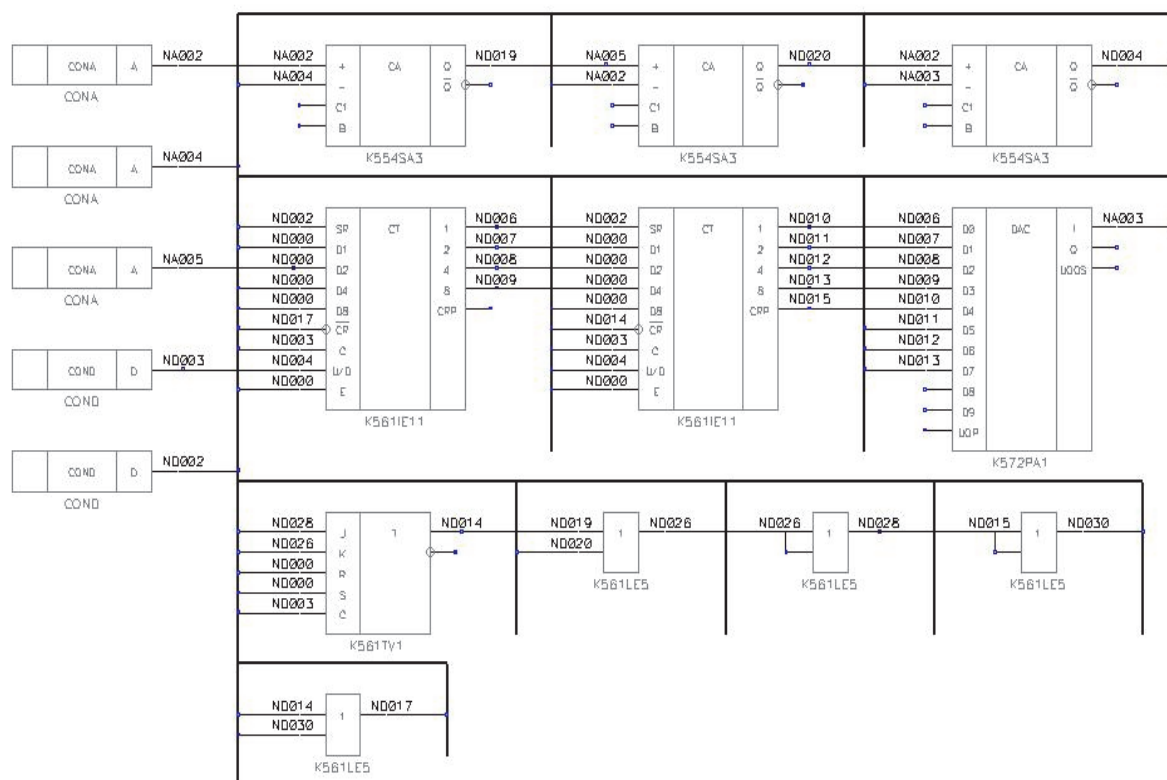 NA002 NA002 ND019 NA005 ND020 NA002 ND004
CONA A + CA Q + CA Q + CA Q
NA004 NA002 NA003
- Q̅ - Q̅ - Q̅
CONA
C1 C1 C1
B B B
NA004 K554SA3 K554SA3 K554SA3
CONA A
CONA
ND002 ND006 ND002 ND010 ND006 NA003
SR CT 1 SR CT 1 D0 DAC I
ND000 ND007 ND000 ND011 ND007
D1 2 D1 2 D1 O
NA005 ND000 ND008 ND000 ND012 ND008
CONA A D2 4 D2 4 D2 UOOS
ND000 ND009 ND000 ND013 ND009
D4 8 D4 8 D3
CONA
ND000 ND000 ND015 ND010
D8 CRP D8 CRP D4
ND017 ND014 ND011
C̅R̅ C̅R̅ D5
ND003 ND003 ND012
C C D6
ND003 ND004 ND004 ND013
COND D U/D U/D D7
ND000 ND000
E E D8
COND
D9
K561IE11 K561IE11
UOP
ND002 K572PA1
COND D
COND
ND028 ND014 ND019 ND026 ND026 ND028 ND015 ND030
J T 1 1 1
ND026 ND020
K
ND000
R
ND000 K561LE5 K561LE5 K561LE5
S
ND003
C
K561TV1
ND014 ND017
1
ND030
K561LE5